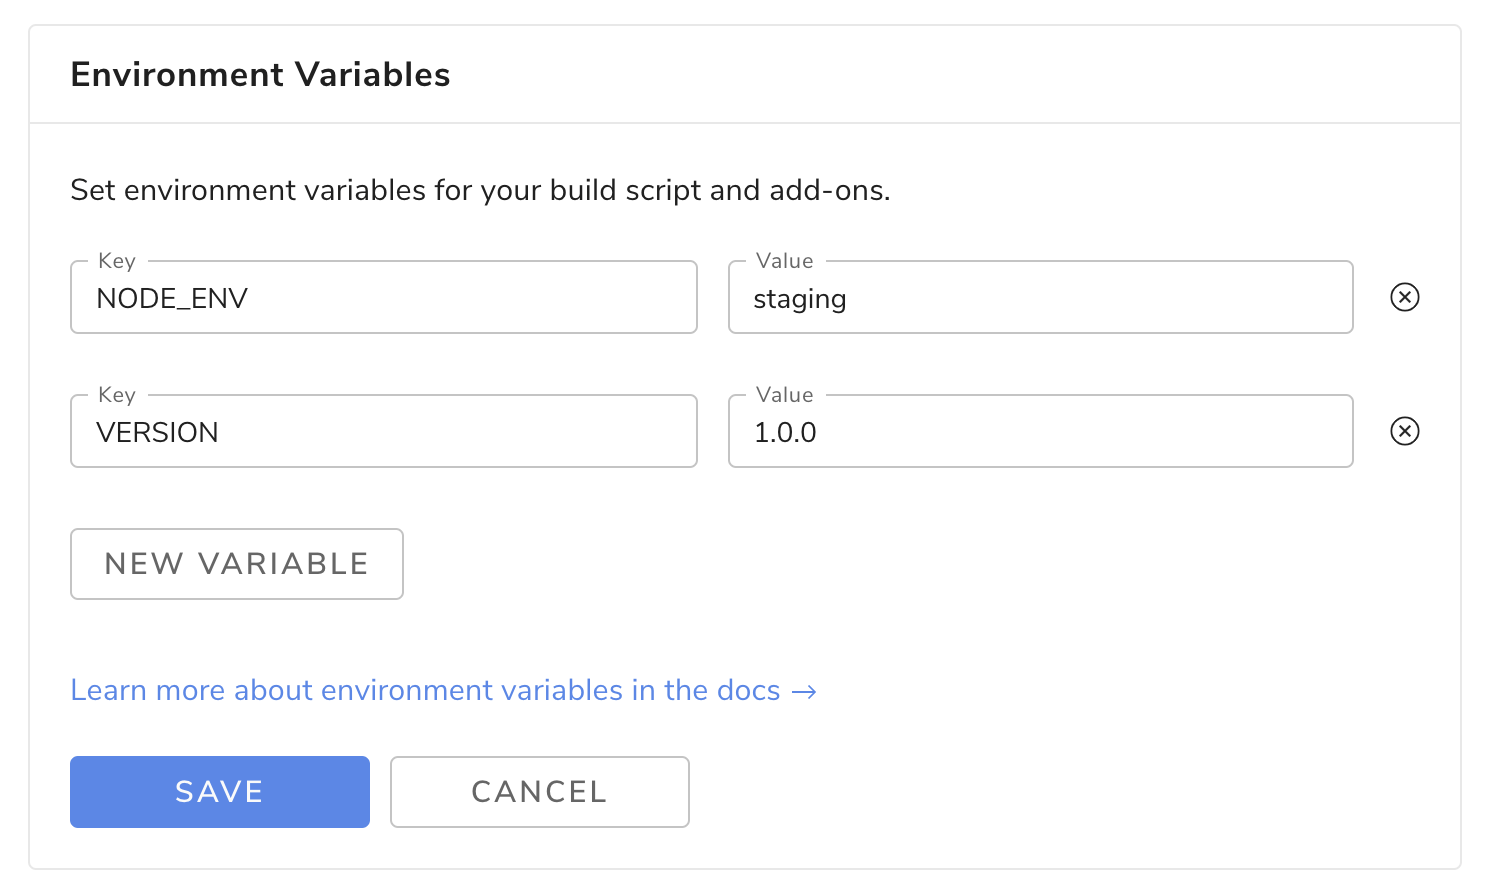 Environment Variables
Set environment variables for your build script and add-ons.
Key
Value
NODE_ENV
staging
Key
Value
VERSION
1.0.0
NEW VARIABLE
Learn more about environment variables in the docs →
SAVE
CANCEL